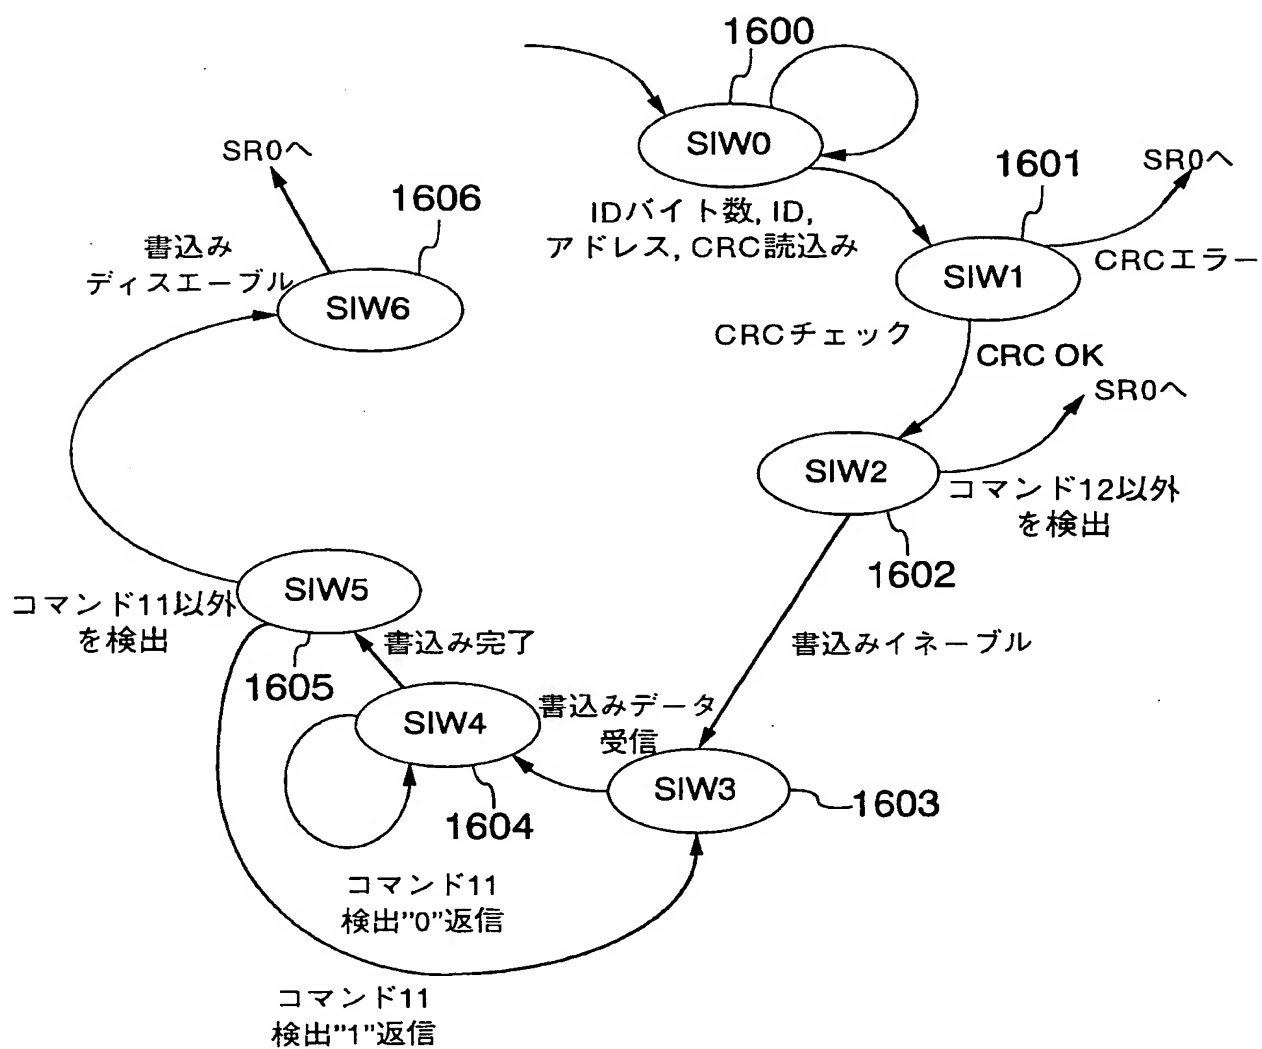 1600
SIW0
IDバイト数, ID,
アドレス, CRC読込み
1601
SR0へ
SIW1
CRCエラー
CRCチェック
CRC OK
SR0へ
SIW2
コマンド12以外
を検出
1602
書込みイネーブル
SR0へ
1606
書込み
ディスエーブル
SIW6
SIW5
コマンド11以外
を検出
1605
書込み完了
SIW4
書込みデータ
受信
SIW3
1603
1604
コマンド11
検出”0”返信
コマンド11
検出”1”返信